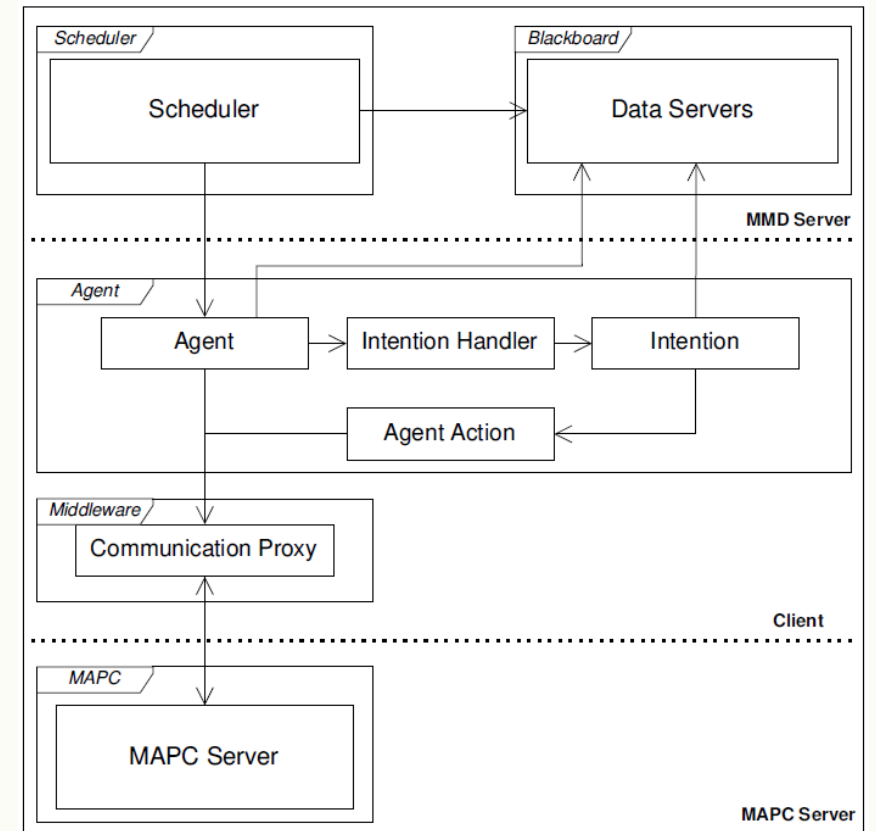 Scheduler
Blackboard
Scheduler
Data Servers
MMD Server
Agent
Agent
Intention Handler
Intention
Agent Action
Middleware
Communication Proxy
Client
MAPC
MAPC Server
MAPC Server